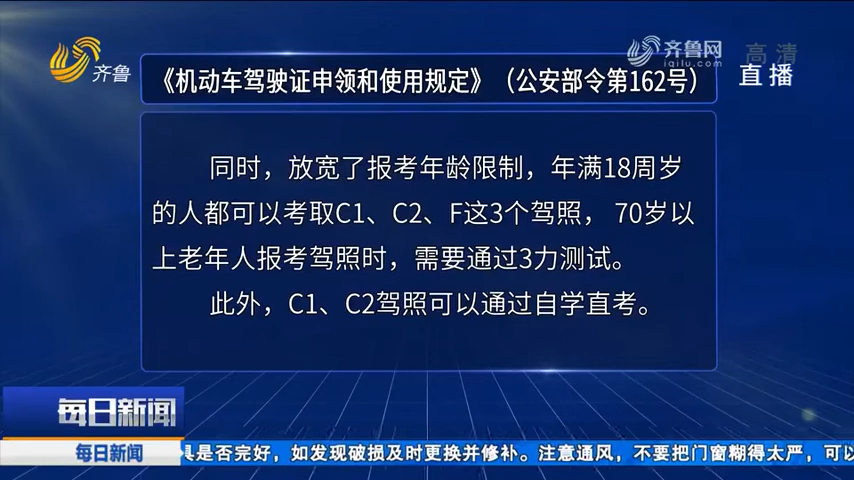 齐鲁
齐鲁网
iqilu.com
高清
直播
《机动车驾驶证申领和使用规定》（公安部令第162号）
同时，放宽了报考年龄限制，年满18周岁
的人都可以考取C1、C2、F这3个驾照， 70岁以
上老年人报考驾照时，需要通过3力测试。
此外，C1、C2驾照可以通过自学直考。
每日新闻
每日新闻
具是否完好，如发现破损及时更换并修补。注意通风，不要把门窗糊得太严，可以